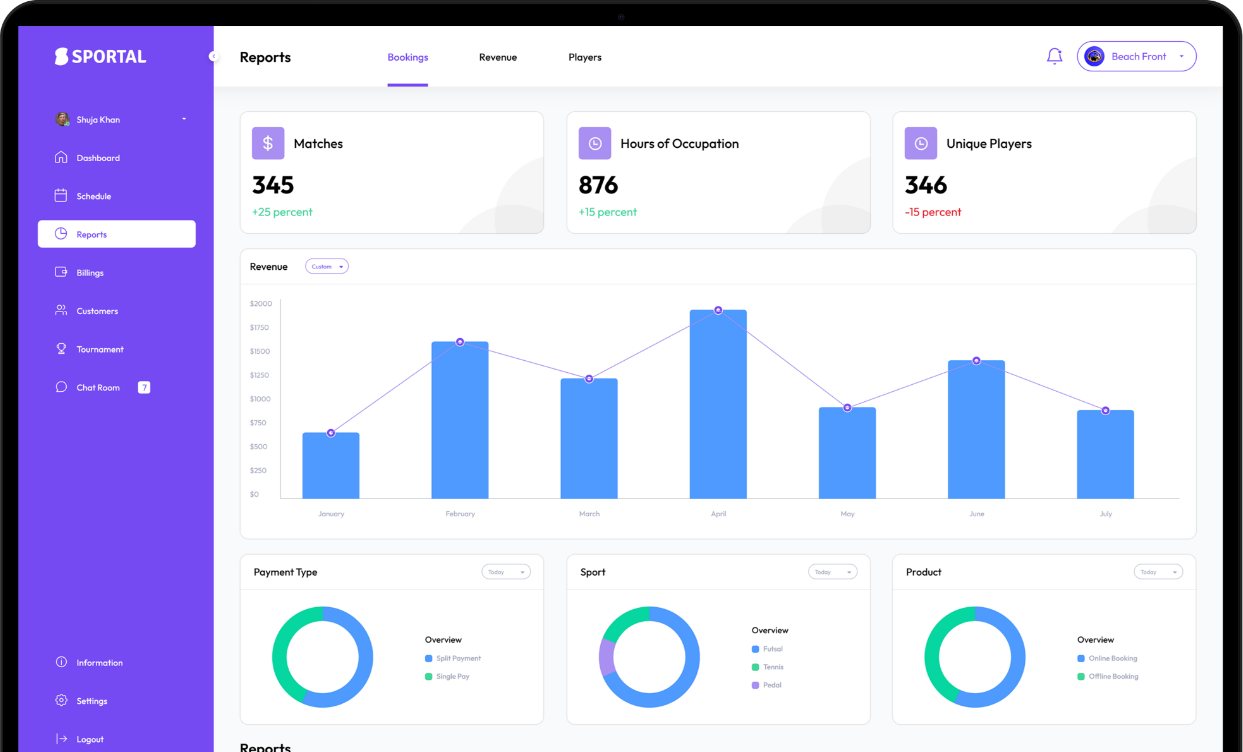 SPORTAL
Shuja Khan
Dashboard
Schedule
Reports
Billings
Customers
Tournament
Chat Room 7
Information
Settings
Logout
Reports Bookings Revenue Players
Beach Front
$ Matches
345
+25 percent
Hours of Occupation
876
+15 percent
Unique Players
346
-15 percent
Revenue Custom
$2000
$1750
$1500
$1250
$1000
$750
$500
$250
$0
January February March April May June July
Payment Type Today
Overview
Split Payment
Single Pay
Sport Today
Overview
Futsal
Tennis
Pedal
Product Today
Overview
Online Booking
Offline Booking
Reports